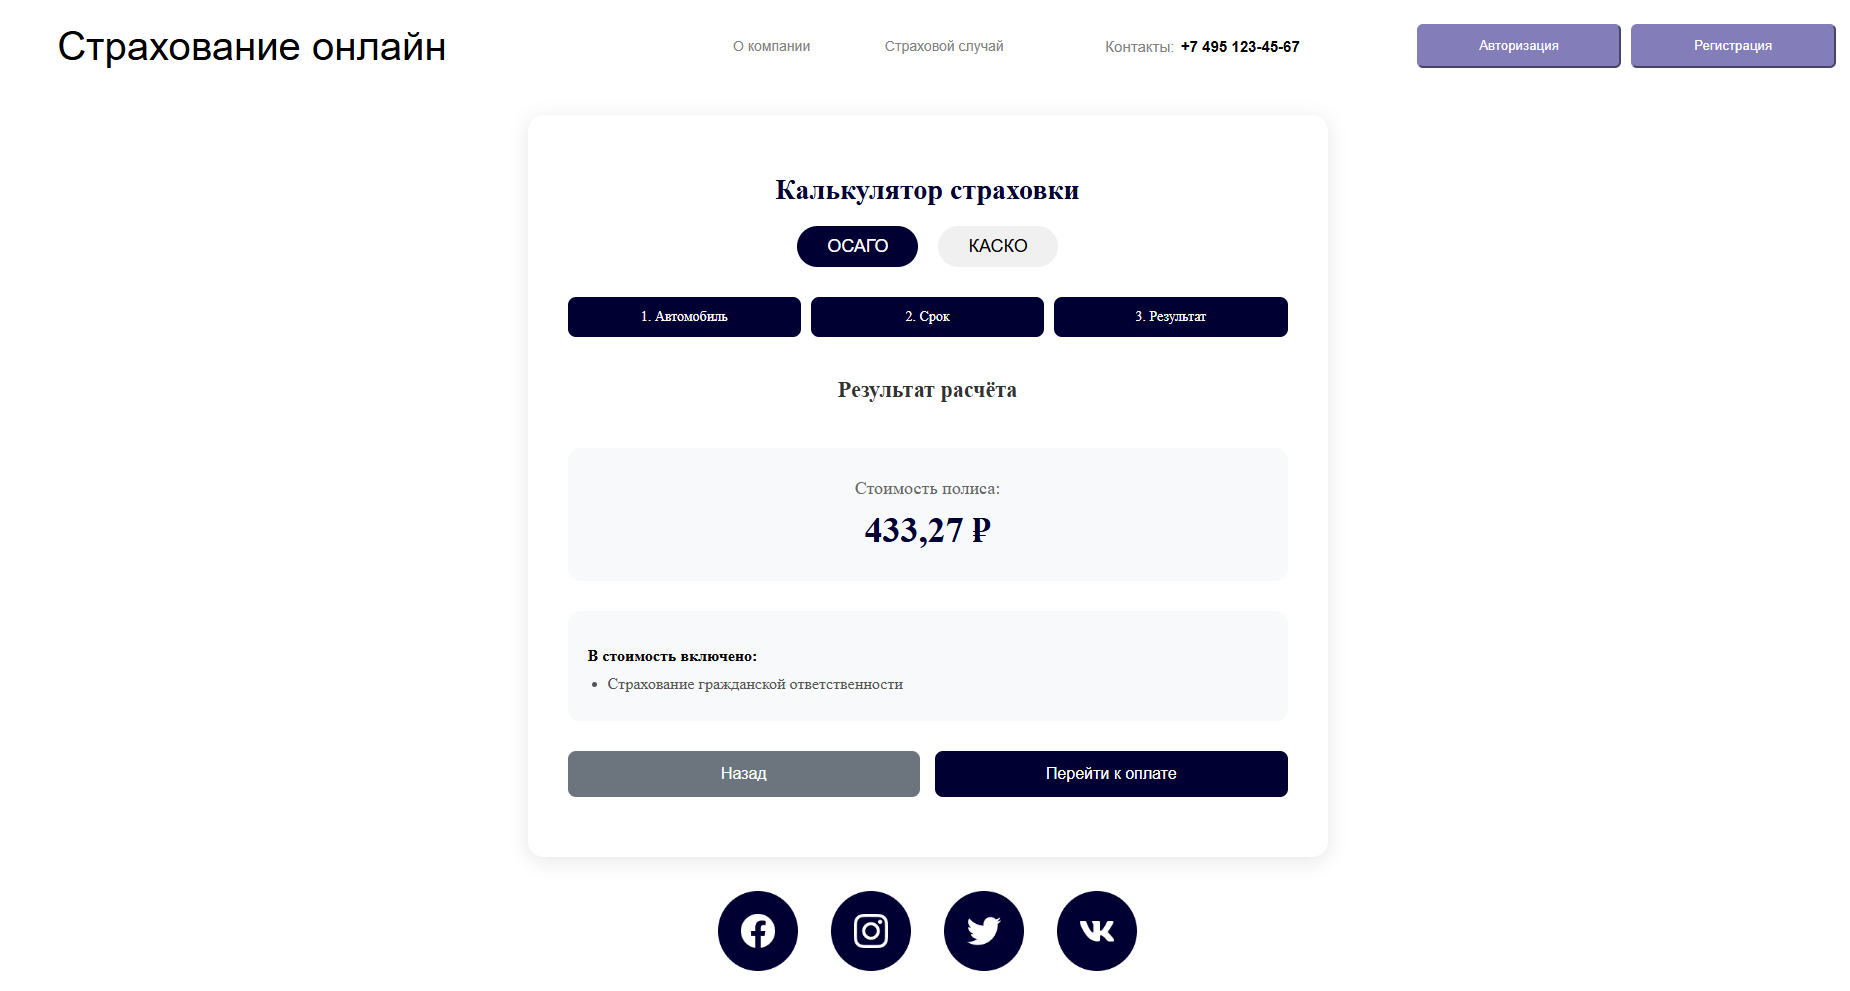 Страхование онлайн
О компании
Страховой случай
Контакты: +7 495 123-45-67
Авторизация
Регистрация
Калькулятор страховки
ОСАГО
КАСКО
1. Автомобиль
2. Срок
3. Результат
Результат расчёта
Стоимость полиса:
433,27 ₽
В стоимость включено:
• Страхование гражданской ответственности
Назад
Перейти к оплате